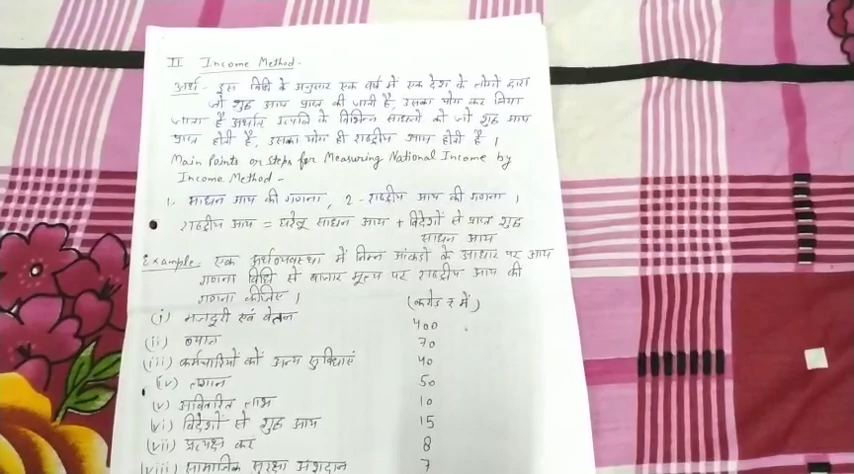 II Income Method -
अर्थ - इस विधि के अनुसार एक वर्ष में एक देश के लोगों द्वारा
जो शुद्ध आय प्राप्त की जाती है, उसका योग कर लिया
जाता है अर्थात उत्पत्ति के विभिन्न साधनों को जो शुद्ध आय
प्राप्त होती है, उसका योग ही राष्ट्रीय आय होती है ।
Main Points or Steps for Measuring National Income by
Income Method -
1. साधन आय की गणना, 2 - राष्ट्रीय आय की गणना ।
राष्ट्रीय आय = घरेलू साधन आय + विदेशों से प्राप्त शुद्ध
साधन आय
Example. एक अर्थव्यवस्था में निम्न आंकड़ों के आधार पर आय
गणना विधि से बाजार मूल्य पर राष्ट्रीय आय की
गणना कीजिए ।
(करोड़ ₹ में)
(i) मजदूरी एवं वेतन 400
(ii) ब्याज 70
(iii) कर्मचारियों को अन्य सुविधाएं 40
(iv) लगान 50
(v) अवितरित लाभ 10
(vi) विदेशों से शुद्ध आय 15
(vii) प्रत्यक्ष कर 8
(viii) सामाजिक सुरक्षा अंशदान 7